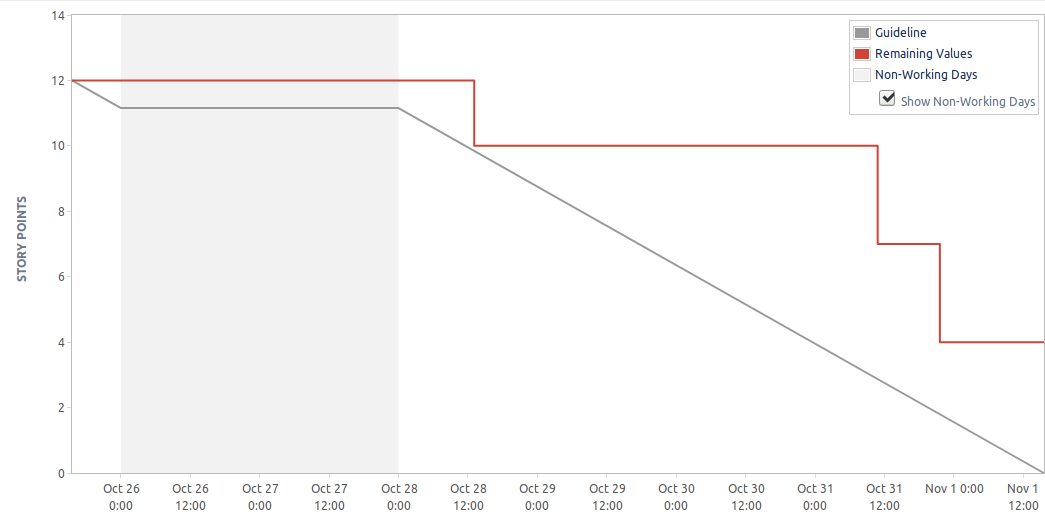 14
12
10
8
6
4
2
0
STORY POINTS
Guideline
Remaining Values
Non-Working Days
Show Non-Working Days
Oct 26 0:00
Oct 26 12:00
Oct 27 0:00
Oct 27 12:00
Oct 28 0:00
Oct 28 12:00
Oct 29 0:00
Oct 29 12:00
Oct 30 0:00
Oct 30 12:00
Oct 31 0:00
Oct 31 12:00
Nov 1 0:00
Nov 1 12:00